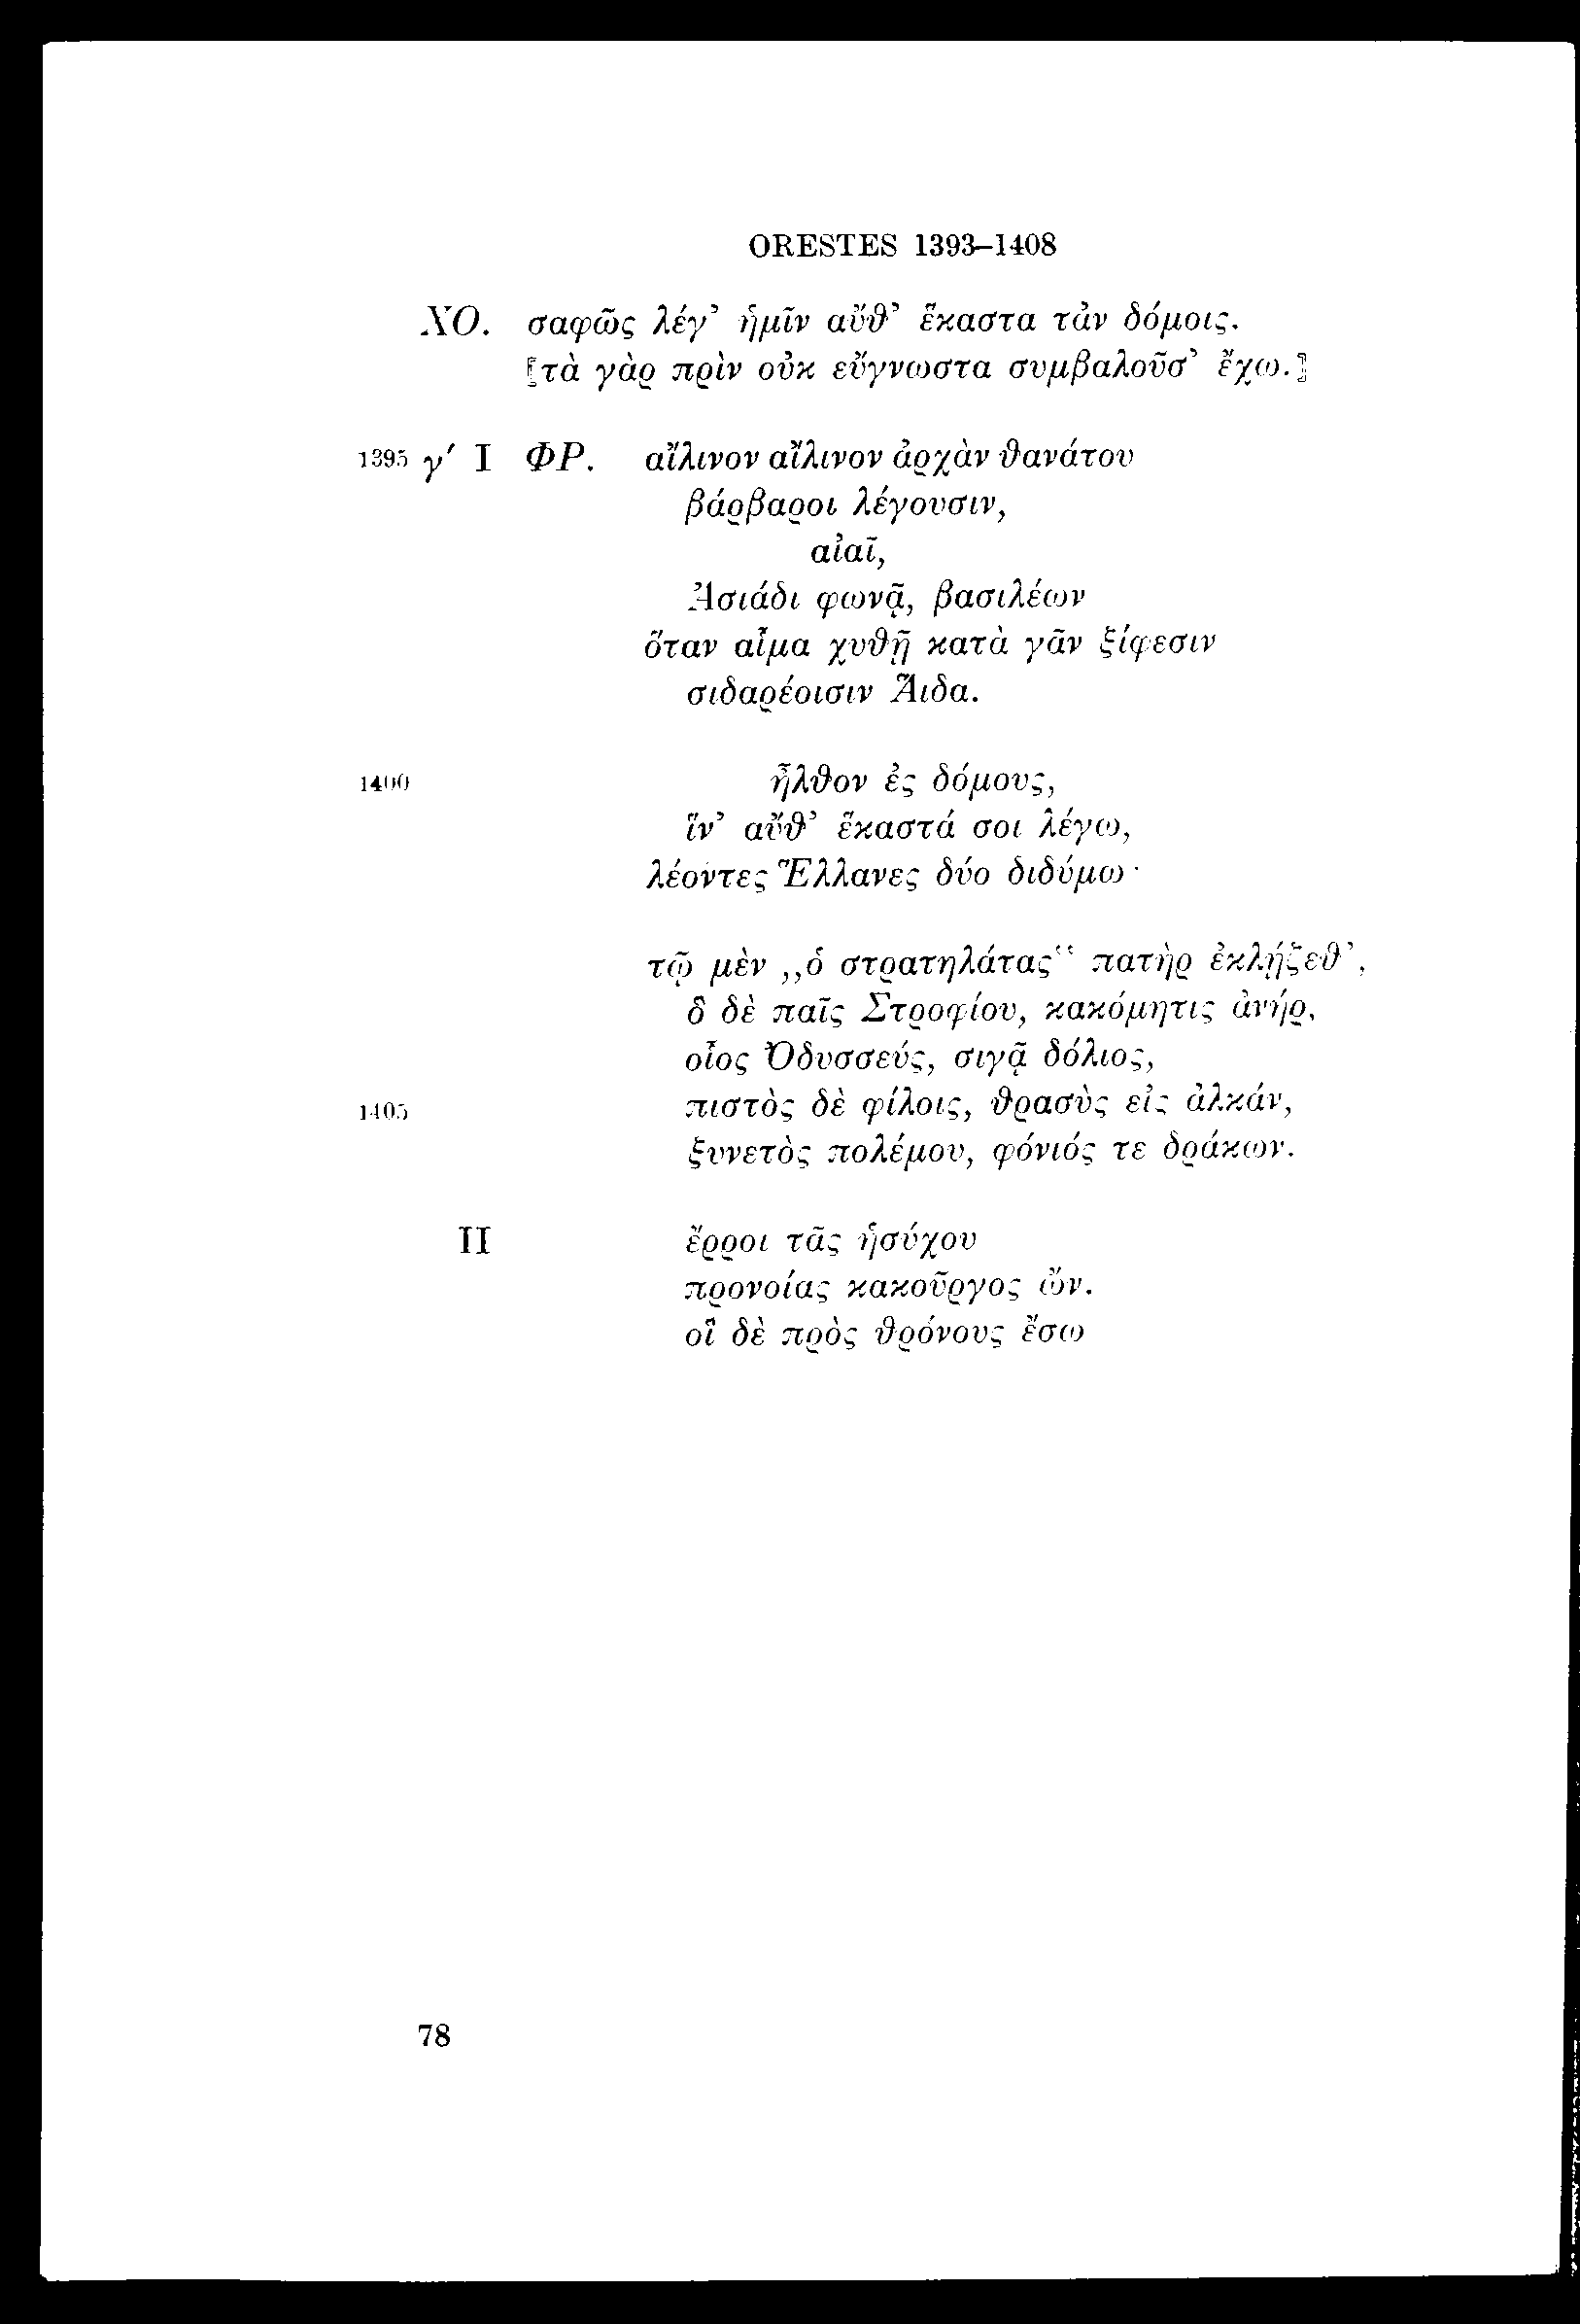 ORESTES 1393–1408
ΧΟ. σαφῶς λέγ’ ἡμῖν αὔθ’ ἕκαστα τἀν δόμοις.
[τὰ γὰρ πρὶν οὐκ εὔγνωστα συμβαλοῦσ’ ἔχω.]
1395 γ′ I ΦΡ. αἴλινον αἴλινον ἀρχὰν θανάτου
βάρβαροι λέγουσιν,
αἰαῖ,
Ἀσιάδι φωνᾷ, βασιλέων
ὅταν αἷμα χυθῇ κατὰ γᾶν ξίφεσιν
σιδαρέοισιν Ἅιδα.
1400 ἦλθον ἐς δόμους,
ἵν’ αὔθ’ ἕκαστά σοι λέγω,
λέοντες Ἕλλανες δύο διδύμω·
τῷ μὲν „ὁ στρατηλάτας“ πατὴρ ἐκλῄζεθ’,
ὃ δὲ παῖς Στροφίου, κακόμητις ἀνήρ,
οἷος Ὀδυσσεύς, σιγᾷ δόλιος,
1405 πιστὸς δὲ φίλοις, θρασὺς εἰς ἀλκάν,
ξυνετὸς πολέμου, φόνιός τε δράκων.
II ἔρροι τᾶς ἡσύχου
προνοίας κακοῦργος ὤν.
οἳ δὲ πρὸς θρόνους ἔσω
78